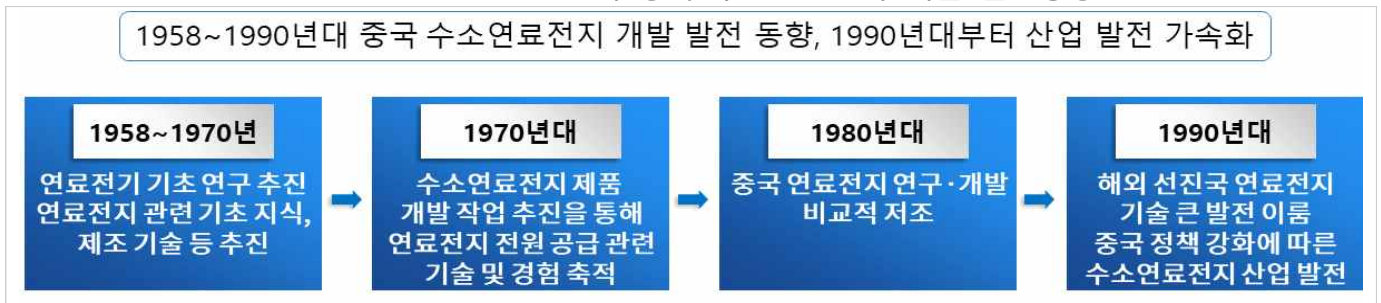 1958~1990년대 중국 수소연료전지 개발 발전 동향, 1990년대부터 산업 발전 가속화
1958~1970년
연료전기 기초 연구 추진
연료전지 관련 기초 지식,
제조 기술 등 추진
1970년대
수소연료전지 제품
개발 작업 추진을 통해
연료전지 전원 공급 관련
기술 및 경험 축적
1980년대
중국 연료전지 연구·개발
비교적 저조
1990년대
해외 선진국 연료전지
기술 큰 발전 이룸
중국 정책 강화에 따른
수소연료전지 산업 발전